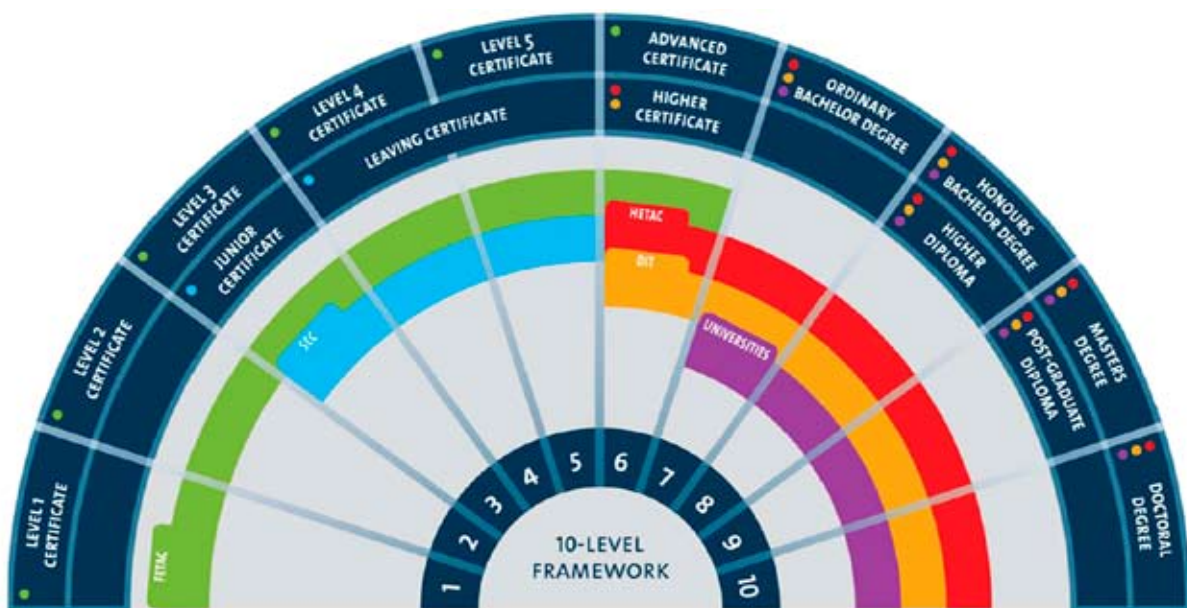 LEVEL 1
CERTIFICATE
LEVEL 2
CERTIFICATE
LEVEL 3
CERTIFICATE
JUNIOR
CERTIFICATE
LEVEL 4
CERTIFICATE
LEVEL 5
CERTIFICATE
LEAVING CERTIFICATE
ADVANCED
CERTIFICATE
HIGHER
CERTIFICATE
ORDINARY
BACHELOR DEGREE
HONOURS
BACHELOR DEGREE
HIGHER
DIPLOMA
MASTERS
DEGREE
POST-GRADUATE
DIPLOMA
DOCTORAL
DEGREE
FETAC
SEC
HETAC
DIT
UNIVERSITIES
1
2
3
4
5
6
7
8
9
10
10-LEVEL
FRAMEWORK